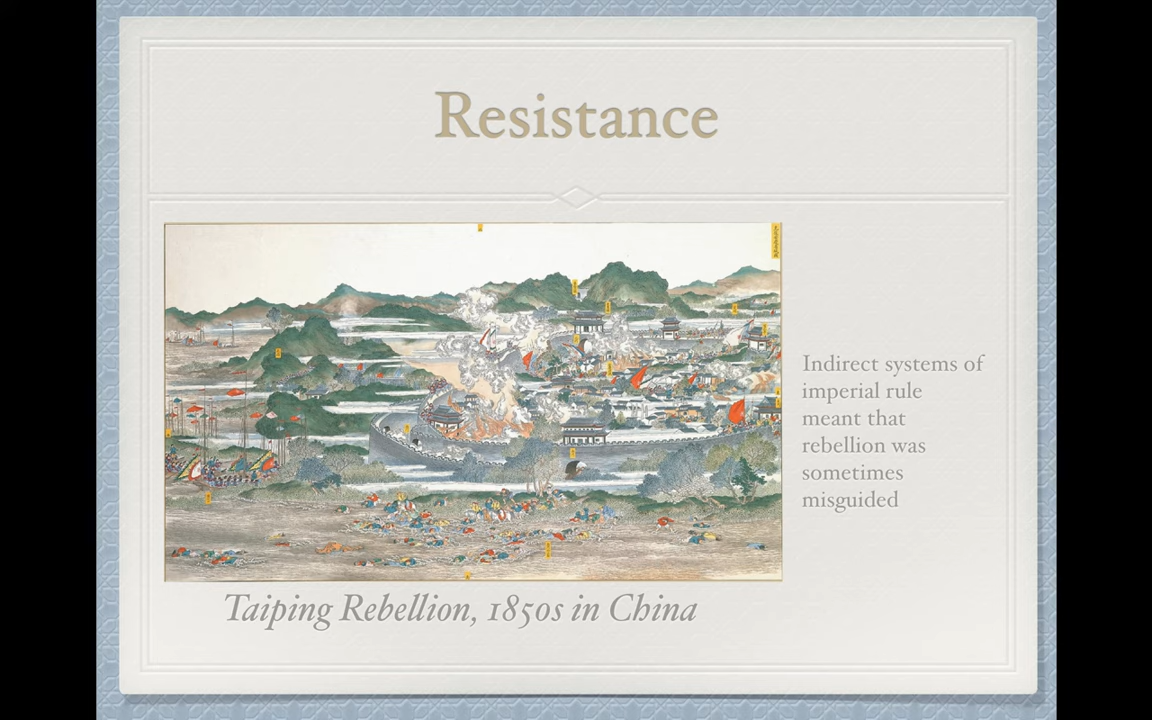 Resistance
Indirect systems of
imperial rule
meant that
rebellion was
sometimes
misguided
Taiping Rebellion, 1850s in China